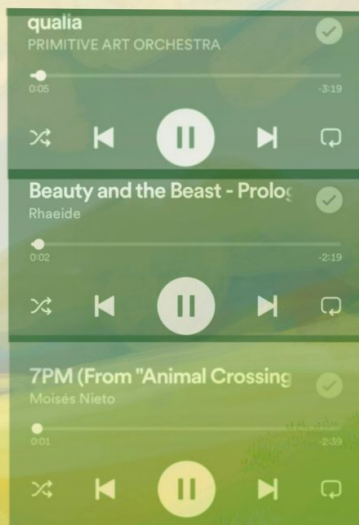 qualia
PRIMITIVE ART ORCHESTRA
0:05 -3:19
Beauty and the Beast - Prolog
Rhaeide
0:02 -2:19
7PM (From "Animal Crossing
Moisés Nieto
0:01 -2:39